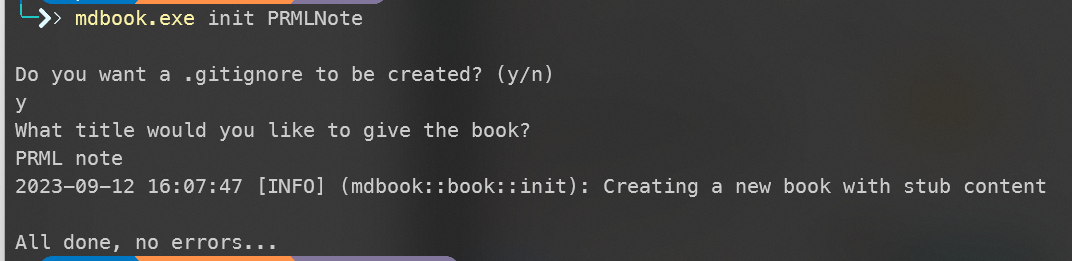 mdbook.exe init PRMLNote
Do you want a .gitignore to be created? (y/n)
y
What title would you like to give the book?
PRML note
2023-09-12 16:07:47 [INFO] (mdbook::book::init): Creating a new book with stub content
All done, no errors...